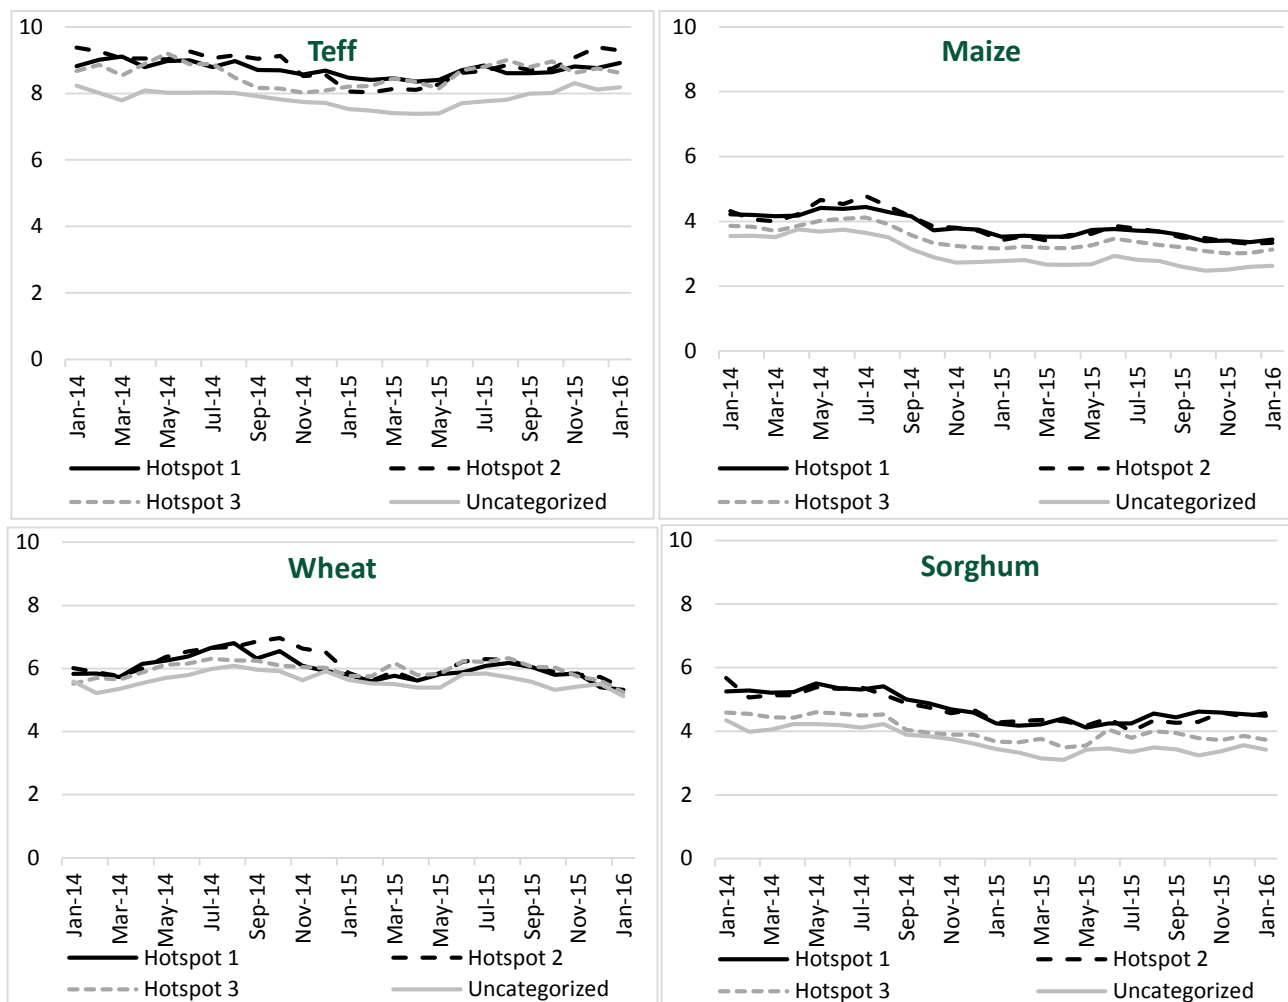 Teff
10
8
6
4
2
0
Jan-14
Mar-14
May-14
Jul-14
Sep-14
Nov-14
Jan-15
Mar-15
May-15
Jul-15
Sep-15
Nov-15
Jan-16
Hotspot 1 Hotspot 2
Hotspot 3 Uncategorized
Maize
10
8
6
4
2
0
Jan-14
Mar-14
May-14
Jul-14
Sep-14
Nov-14
Jan-15
Mar-15
May-15
Jul-15
Sep-15
Nov-15
Jan-16
Hotspot 1 Hotspot 2
Hotspot 3 Uncategorized
Wheat
10
8
6
4
2
0
Jan-14
Mar-14
May-14
Jul-14
Sep-14
Nov-14
Jan-15
Mar-15
May-15
Jul-15
Sep-15
Nov-15
Jan-16
Hotspot 1 Hotspot 2
Hotspot 3 Uncategorized
Sorghum
10
8
6
4
2
0
Jan-14
Mar-14
May-14
Jul-14
Sep-14
Nov-14
Jan-15
Mar-15
May-15
Jul-15
Sep-15
Nov-15
Jan-16
Hotspot 1 Hotspot 2
Hotspot 3 Uncategorized